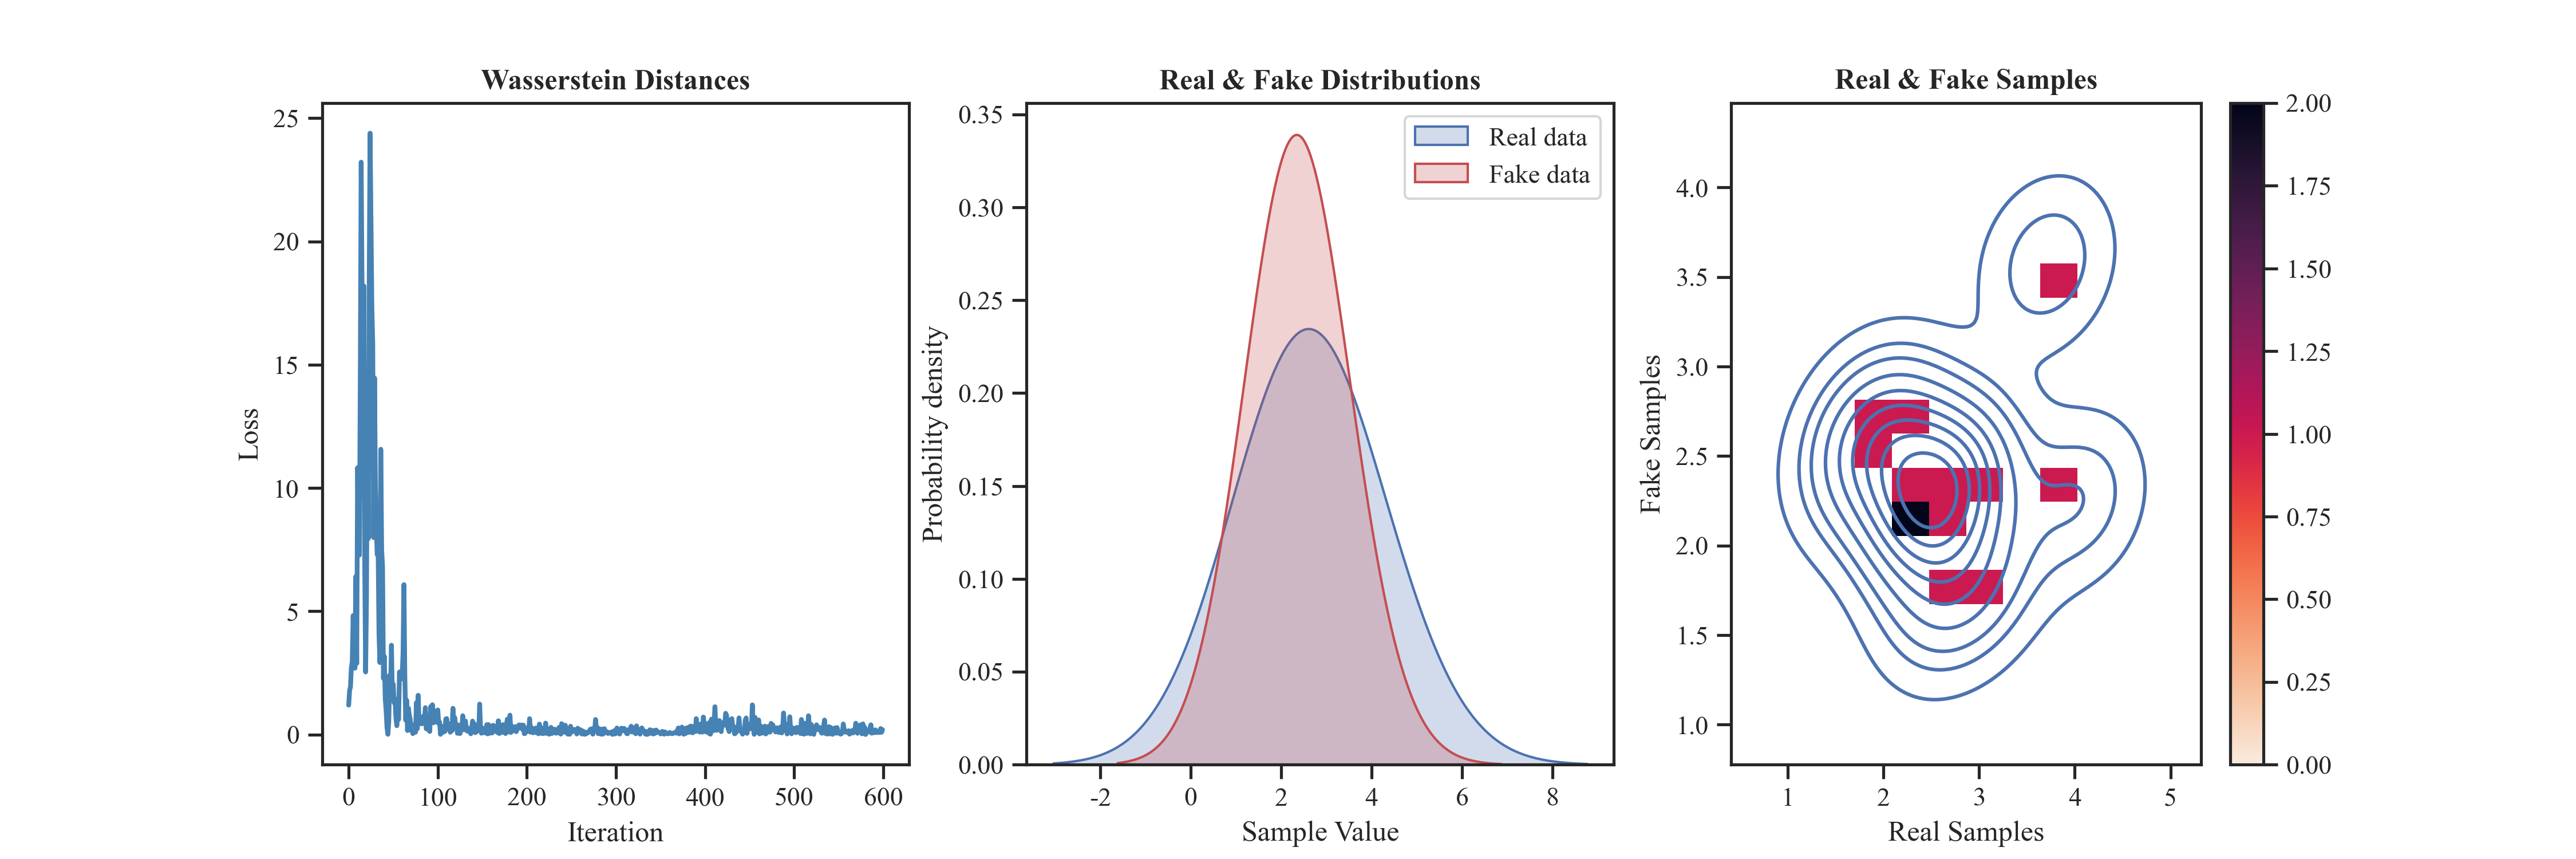 Wasserstein Distances
Loss
25
20
15
10
5
0
0 100 200 300 400 500 600
Iteration
Real & Fake Distributions
Probability density
0.35
0.30
0.25
0.20
0.15
0.10
0.05
0.00
Real data
Fake data
-2 0 2 4 6 8
Sample Value
Real & Fake Samples
Fake Samples
4.0
3.5
3.0
2.5
2.0
1.5
1.0
1 2 3 4 5
Real Samples
2.00
1.75
1.50
1.25
1.00
0.75
0.50
0.25
0.00